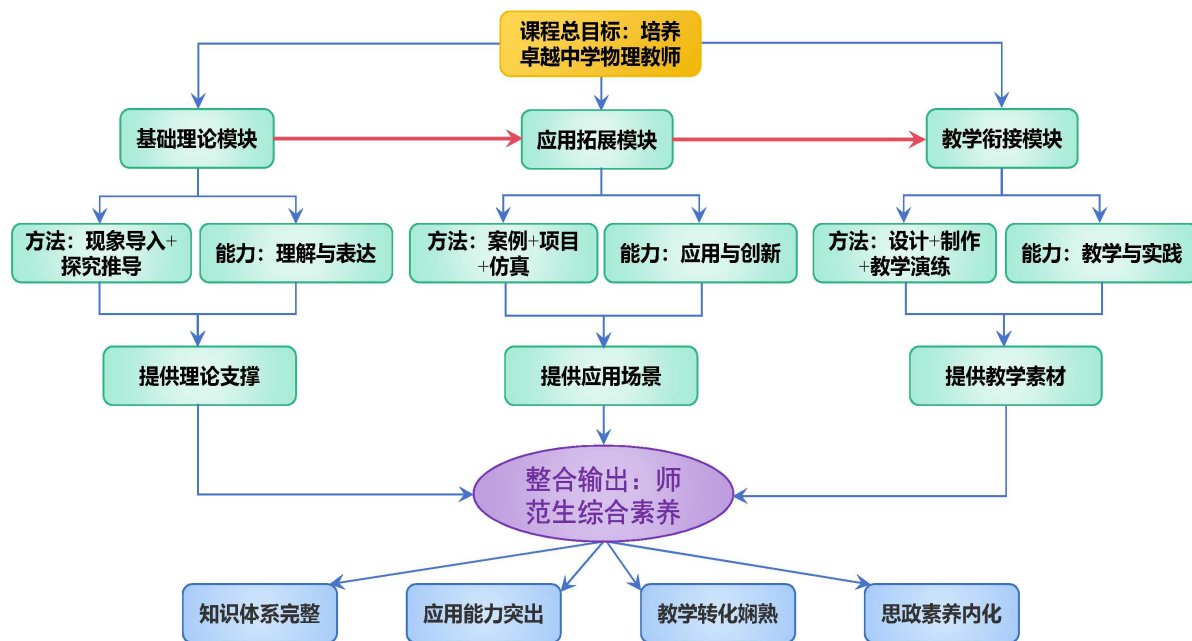 课程总目标：培养
卓越中学物理教师
基础理论模块
应用拓展模块
教学衔接模块
方法：现象导入+
探究推导
能力：理解与表达
方法：案例+项目
+仿真
能力：应用与创新
方法：设计+制作
+教学演练
能力：教学与实践
提供理论支撑
提供应用场景
提供教学素材
整合输出：师
范生综合素养
知识体系完整
应用能力突出
教学转化娴熟
思政素养内化